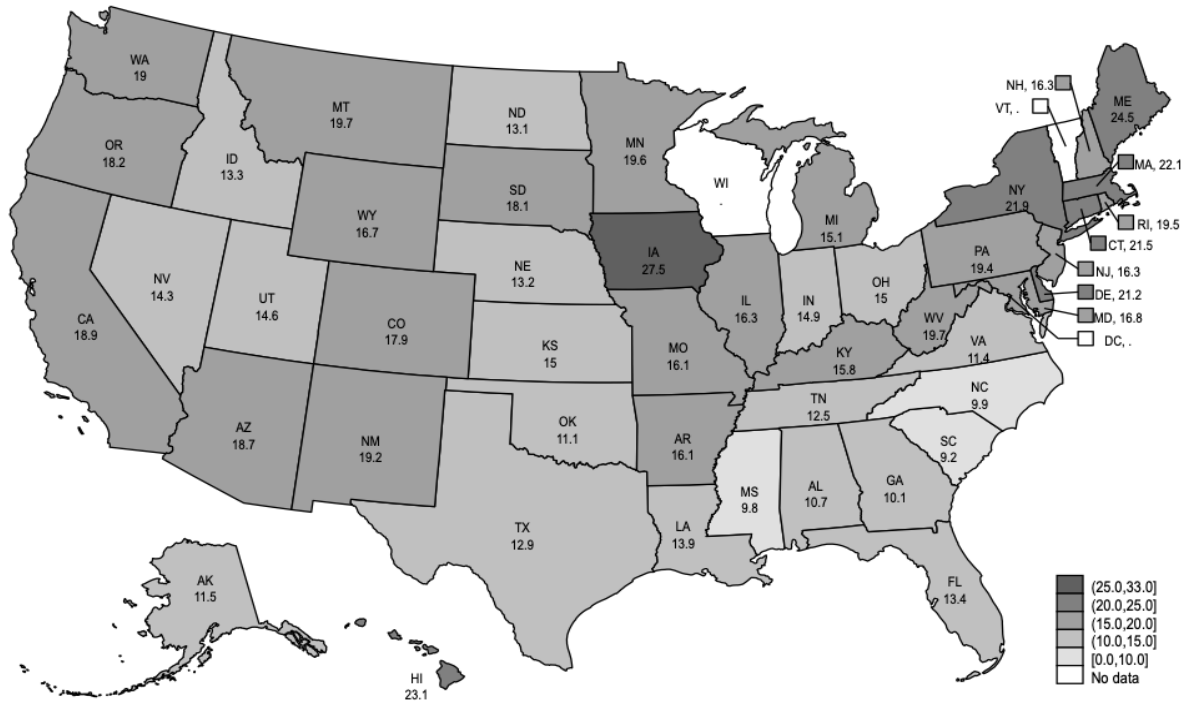 WA
19
OR
18.2
CA
18.9
ID
13.3
NV
14.3
MT
19.7
WY
16.7
UT
14.6
AZ
18.7
CO
17.9
NM
19.2
ND
13.1
SD
18.1
NE
13.2
KS
15
OK
11.1
TX
12.9
MN
19.6
IA
27.5
MO
16.1
AR
16.1
LA
13.9
WI
.
IL
16.3
MI
15.1
IN
14.9
OH
15
KY
15.8
TN
12.5
MS
9.8
AL
10.7
GA
10.1
FL
13.4
SC
9.2
NC
9.9
VA
11.4
WV
19.7
PA
19.4
NY
21.9
ME
24.5
NH, 16.3
VT, .
MA, 22.1
RI, 19.5
CT, 21.5
NJ, 16.3
DE, 21.2
MD, 16.8
DC, .
AK
11.5
HI
23.1
(25.0,33.0]
(20.0,25.0]
(15.0,20.0]
(10.0,15.0]
[0.0,10.0]
No data